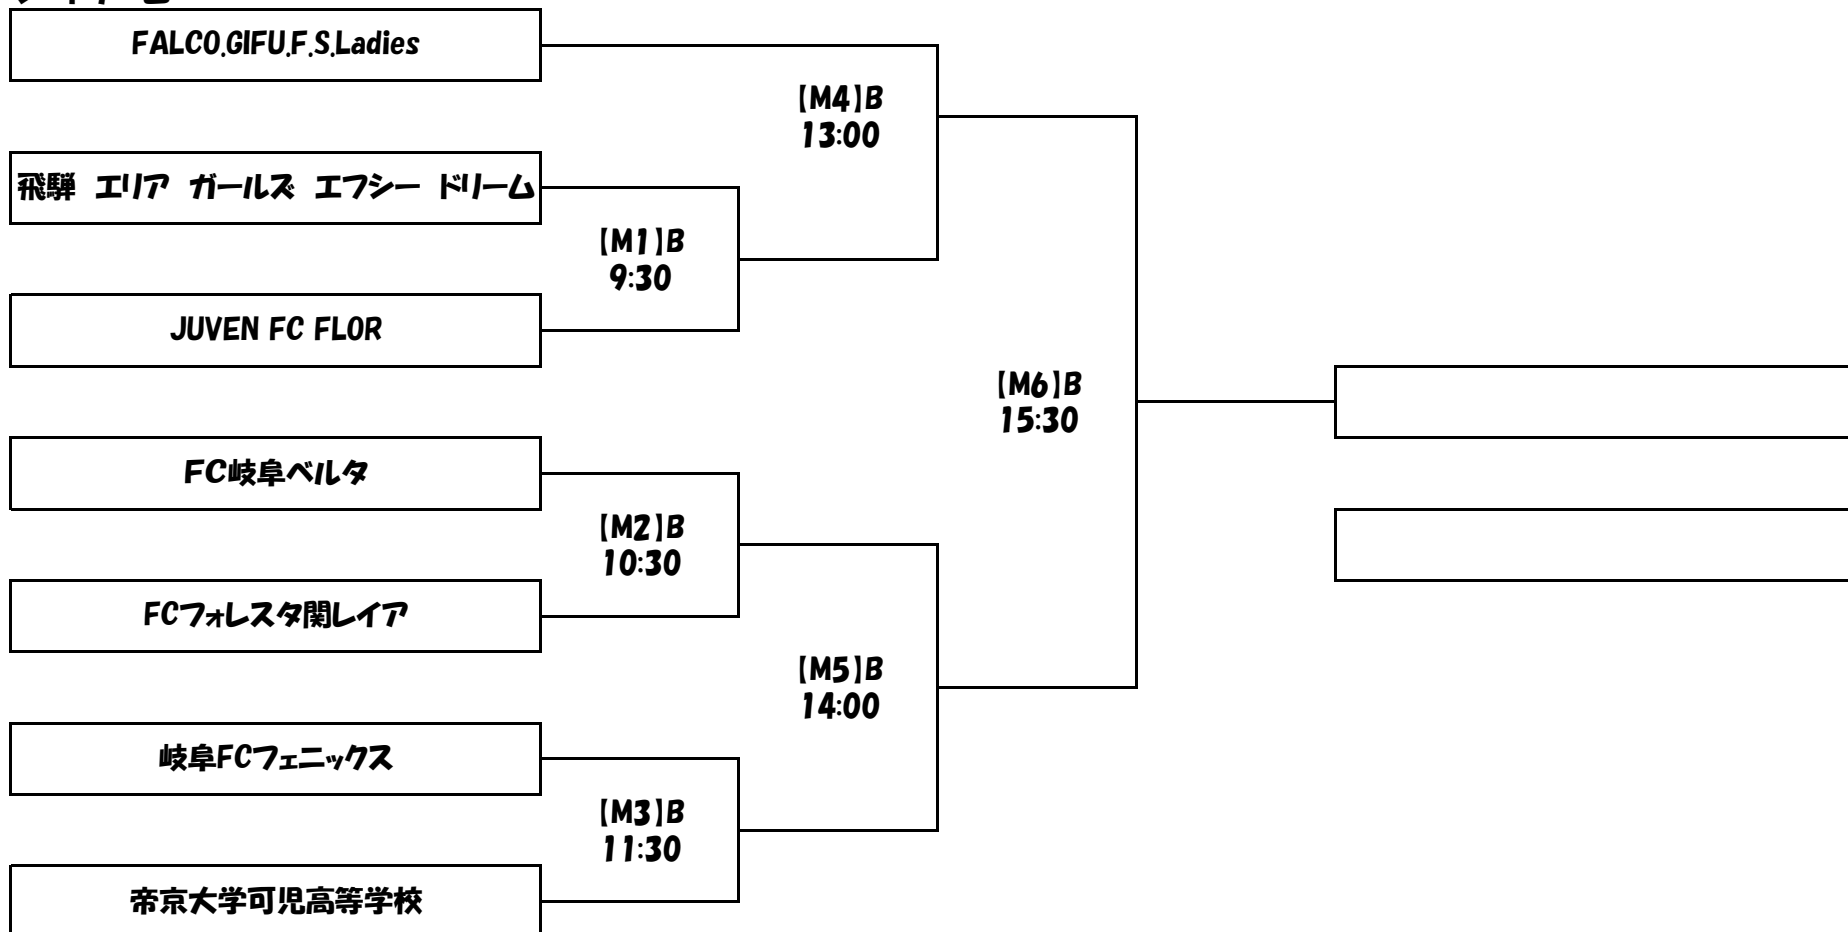 FALCO.GIFU.F.S.Ladies
【M4】B
13:00
飛騨 エリア ガールズ エフシー ドリーム
【M1】B
9:30
JUVEN FC FLOR
【M6】B
15:30
FC岐阜ベルタ
【M2】B
10:30
FCフォレスタ関レイア
【M5】B
14:00
岐阜FCフェニックス
【M3】B
11:30
帝京大学可児高等学校